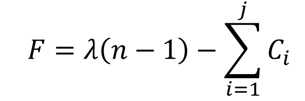 F = λ(n − 1) − ∑_{i=1}^{j} C_i